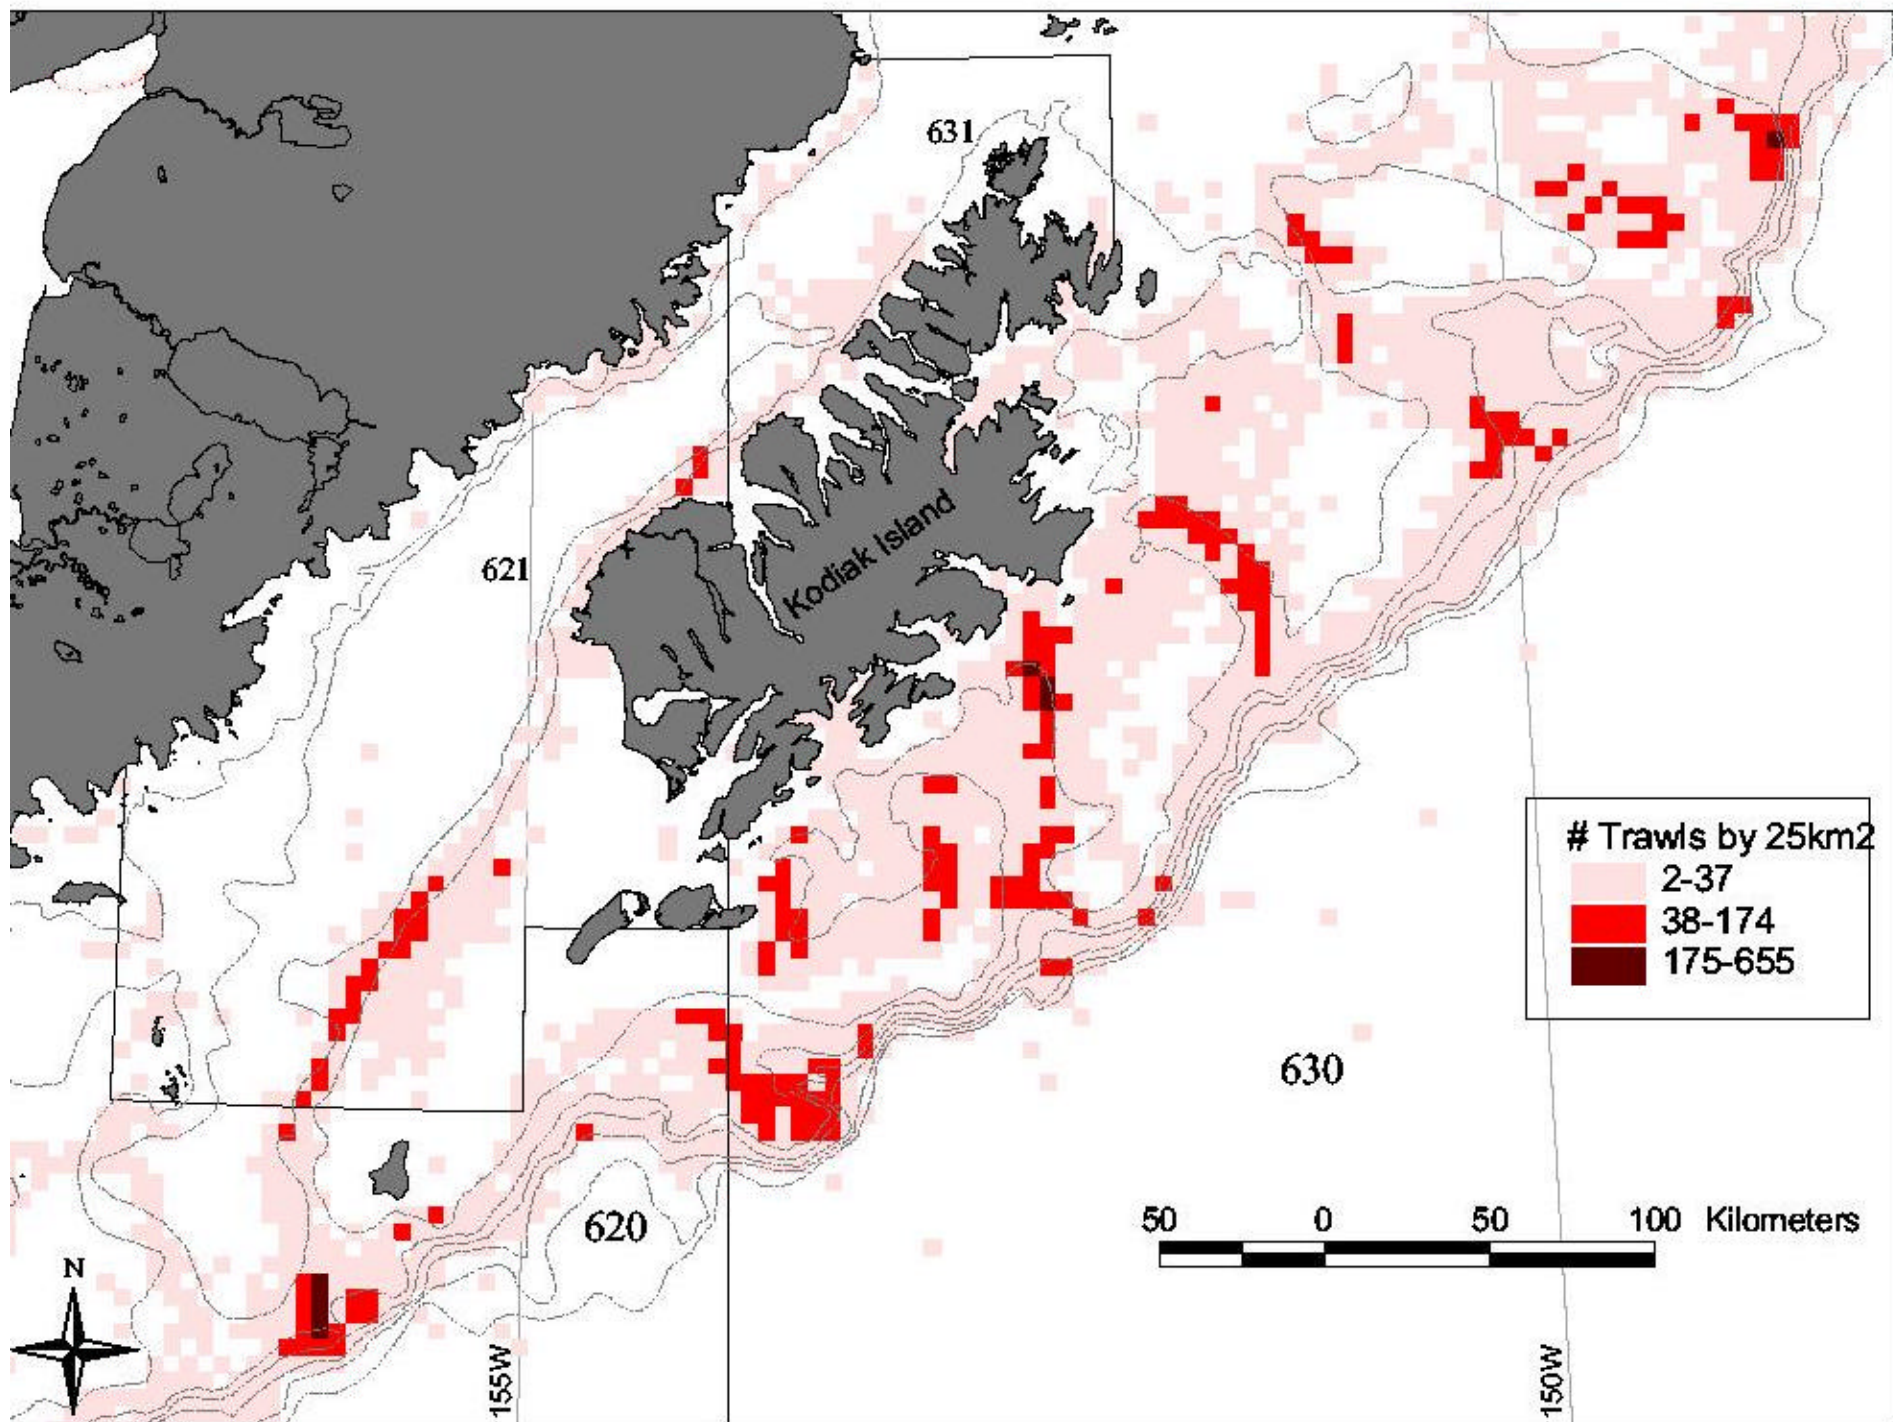 631
621
Kodiak Island
# Trawls by 25km2
2-37
38-174
175-655
630
620
50 0 50 100 Kilometers
N
155W
150W